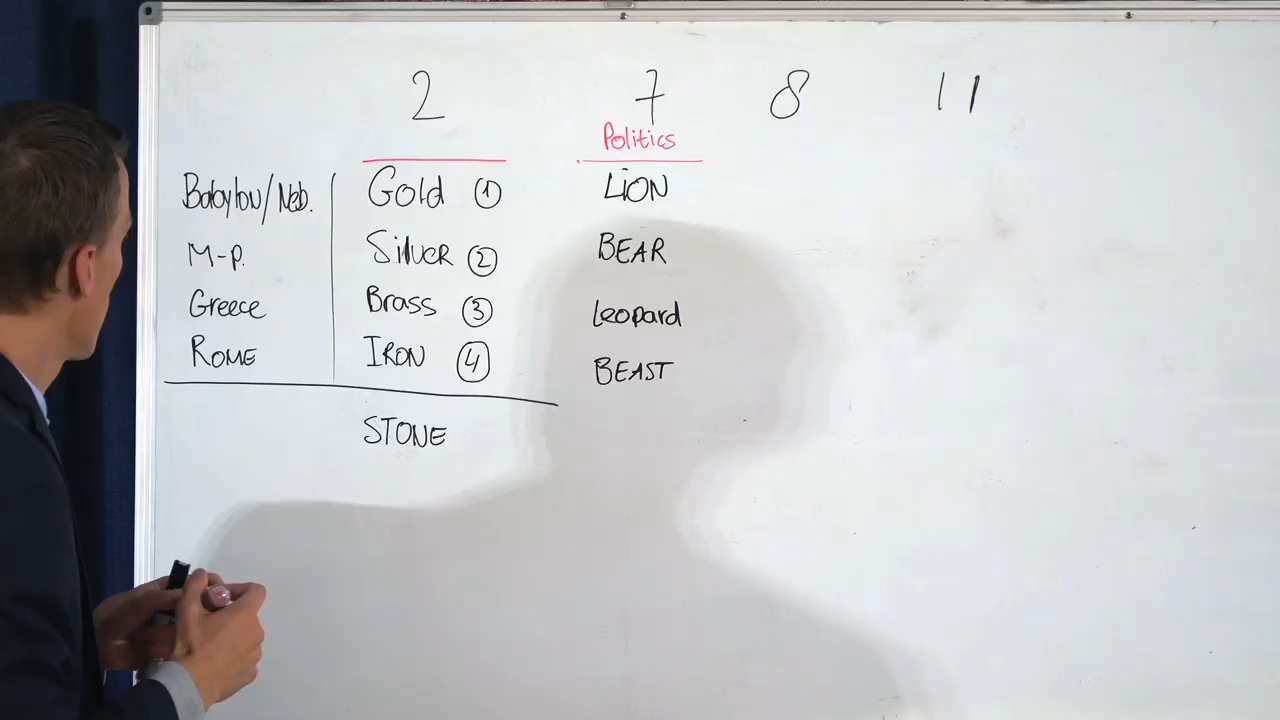 2 7 8 11
Politics
Babylon/Neb. Gold 1 LION
M-P. Silver 2 BEAR
Greece Brass 3 Leopard
ROME IRON 4 BEAST
STONE